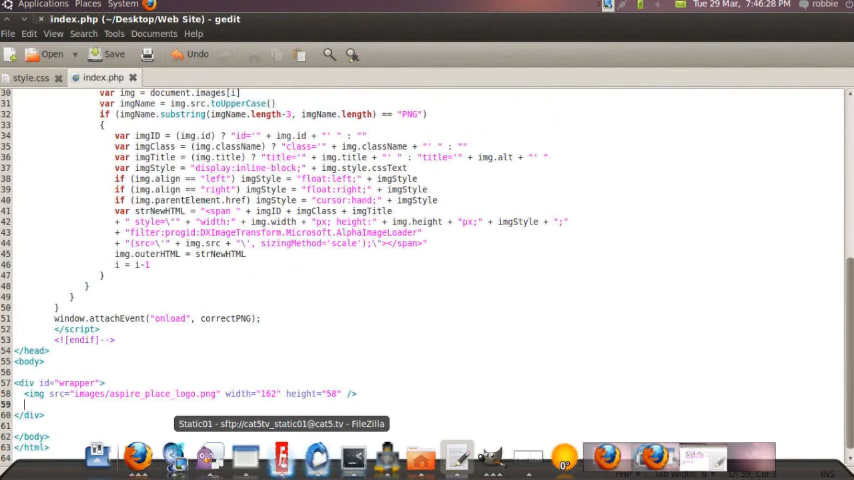 Applications Places System Tue 29 Mar, 7:46:28 PM robbie
index.php (~/Desktop/Web Site) - gedit
File Edit View Search Tools Documents Help
Open Save Undo
style.css index.php
30 var img = document.images[i]
31 var imgName = img.src.toUpperCase()
32 if (imgName.substring(imgName.length-3, imgName.length) == "PNG")
33 {
34 var imgID = (img.id) ? "id='" + img.id + "' " : ""
35 var imgClass = (img.className) ? "class='" + img.className + "' " : ""
36 var imgTitle = (img.title) ? "title='" + img.title + "' " : "title='" + img.alt + "' "
37 var imgStyle = "display:inline-block;" + img.style.cssText
38 if (img.align == "left") imgStyle = "float:left;" + imgStyle
39 if (img.align == "right") imgStyle = "float:right;" + imgStyle
40 if (img.parentElement.href) imgStyle = "cursor:hand;" + imgStyle
41 var strNewHTML = "<span " + imgID + imgClass + imgTitle
42 + " style=\"" + "width:" + img.width + "px; height:" + img.height + "px;" + imgStyle + ";"
43 + "filter:progid:DXImageTransform.Microsoft.AlphaImageLoader"
44 + "(src=\'" + img.src + "\', sizingMethod='scale');\"></span>"
45 img.outerHTML = strNewHTML
46 i = i-1
47 }
48 }
49 }
50 }
51 window.attachEvent("onload", correctPNG);
52 </script>
53 <![endif]-->
54 </head>
55 <body>
56
57 <div id="wrapper">
58 <img src="images/aspire_place_logo.png" width="162" height="58" />
59
60 </div>
61
62 </body>
63 </html>
64
Static01 - sftp://cat5tv_static01@cat5.tv - FileZilla
0°